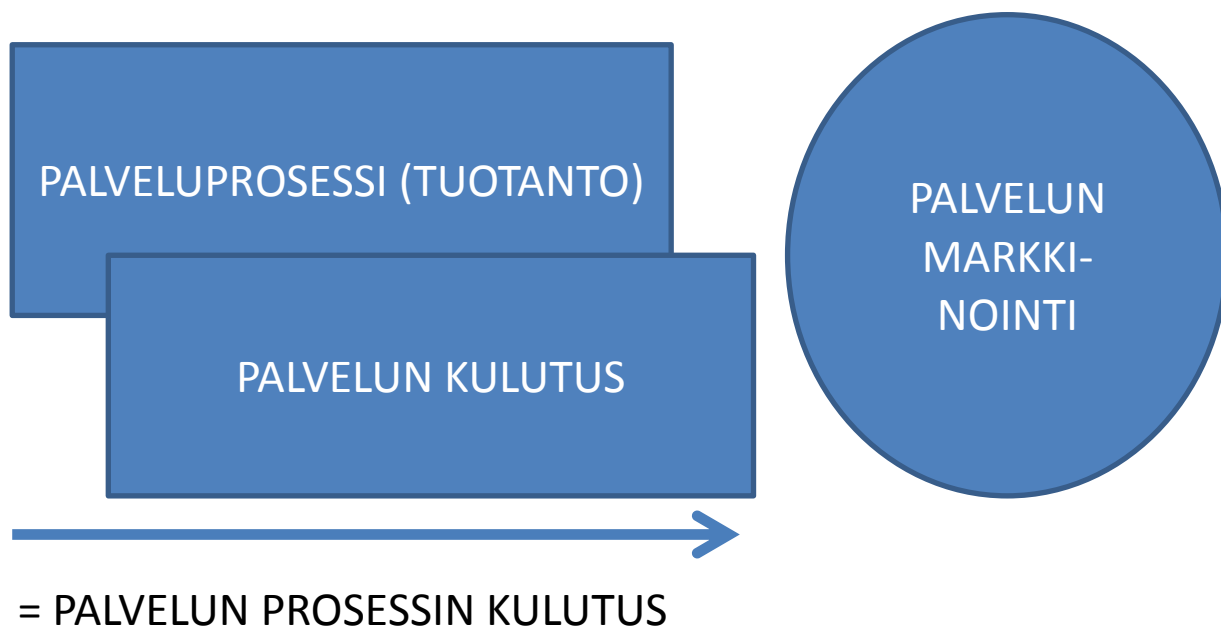 PALVELUPROSESSI (TUOTANTO)
PALVELUN KULUTUS
PALVELUN
MARKKI-
NOINTI
= PALVELUN PROSESSIN KULUTUS